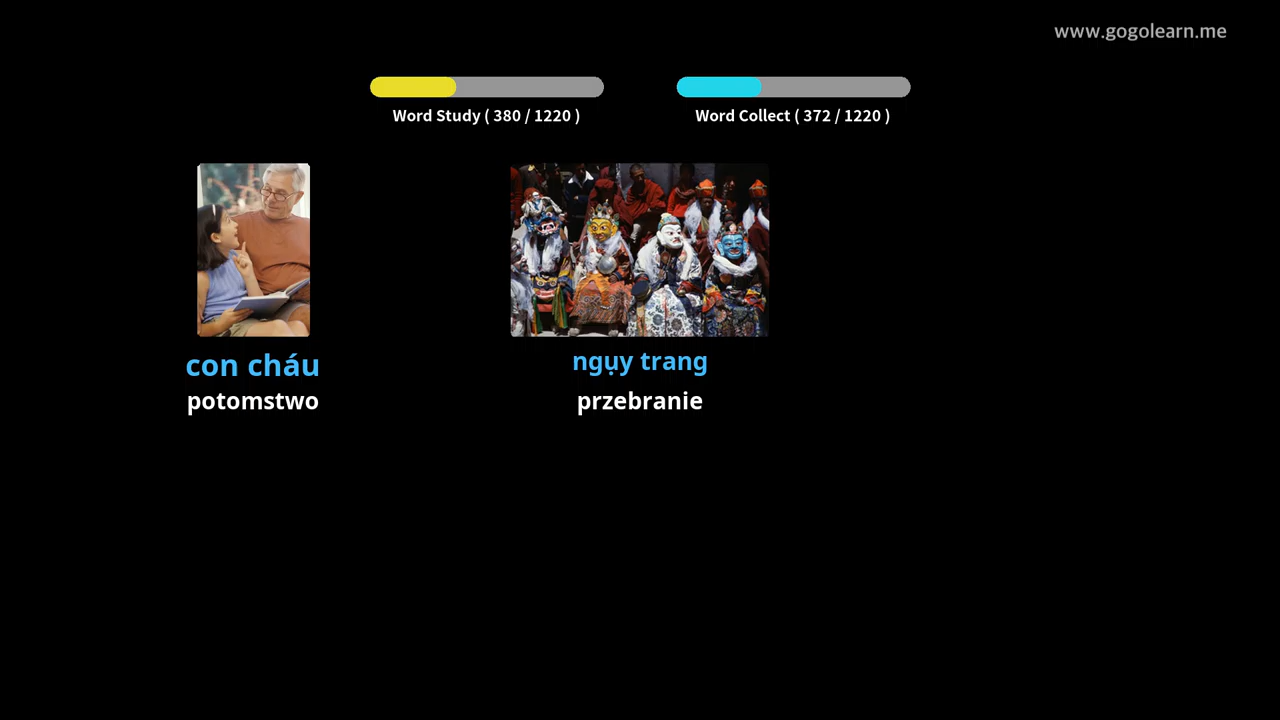 www.gogolearn.me
Word Study ( 380 / 1220 )
Word Collect ( 372 / 1220 )
con cháu
potomstwo
ngụy trang
przebranie